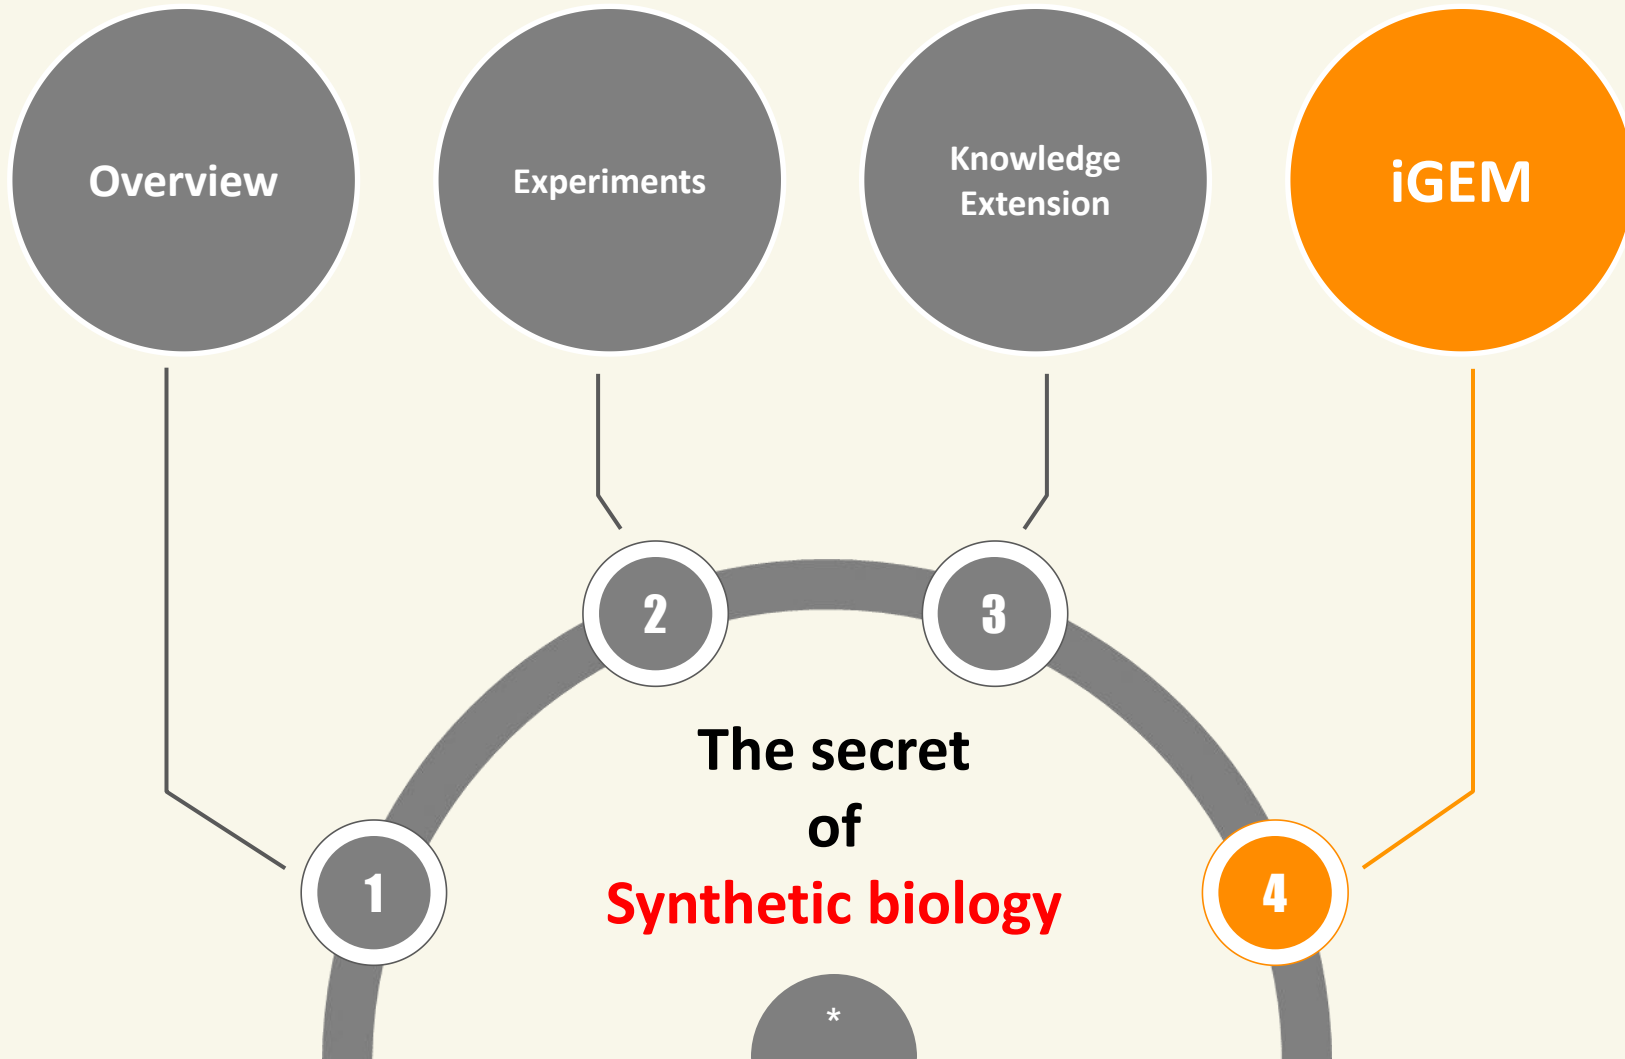 Overview
Experiments
Knowledge
Extension
iGEM
2
3
The secret
of
Synthetic biology
1
4
*